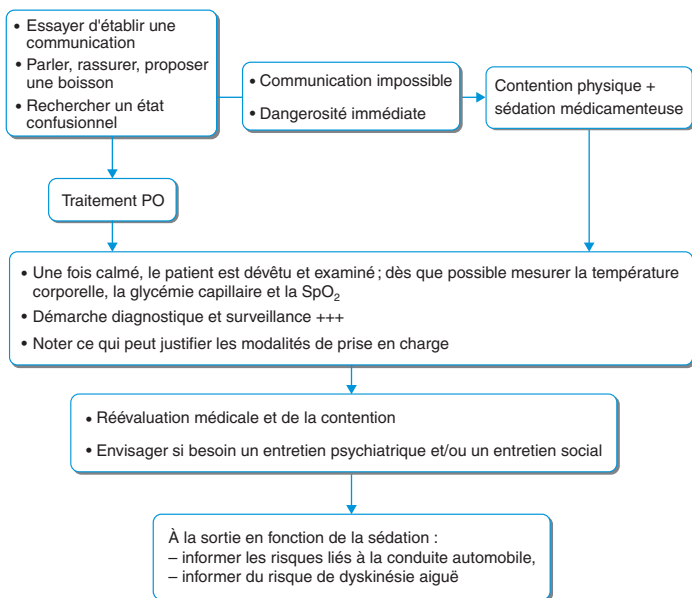 • Essayer d'établir une
communication
• Parler, rassurer, proposer
une boisson
• Rechercher un état
confusionnel
• Communication impossible
• Dangerosité immédiate
Contention physique +
sédation médicamenteuse
Traitement PO
• Une fois calmé, le patient est dévêtu et examiné ; dès que possible mesurer la température
corporelle, la glycémie capillaire et la SpO₂
• Démarche diagnostique et surveillance +++
• Noter ce qui peut justifier les modalités de prise en charge
• Réévaluation médicale et de la contention
• Envisager si besoin un entretien psychiatrique et/ou un entretien social
À la sortie en fonction de la sédation :
– informer les risques liés à la conduite automobile,
– informer du risque de dyskinésie aiguë